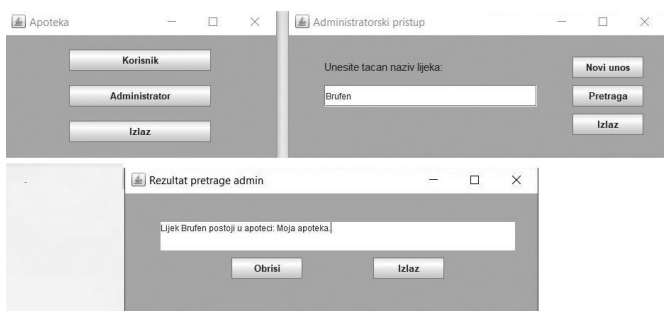 Apoteka
Korisnik
Administrator
Izlaz
Administratorski pristup
Unesite tacan naziv lijeka:
Brufen
Novi unos
Pretraga
Izlaz
Rezultat pretrage admin
Lijek Brufen postoji u apoteci: Moja apoteka.
Obrisi
Izlaz